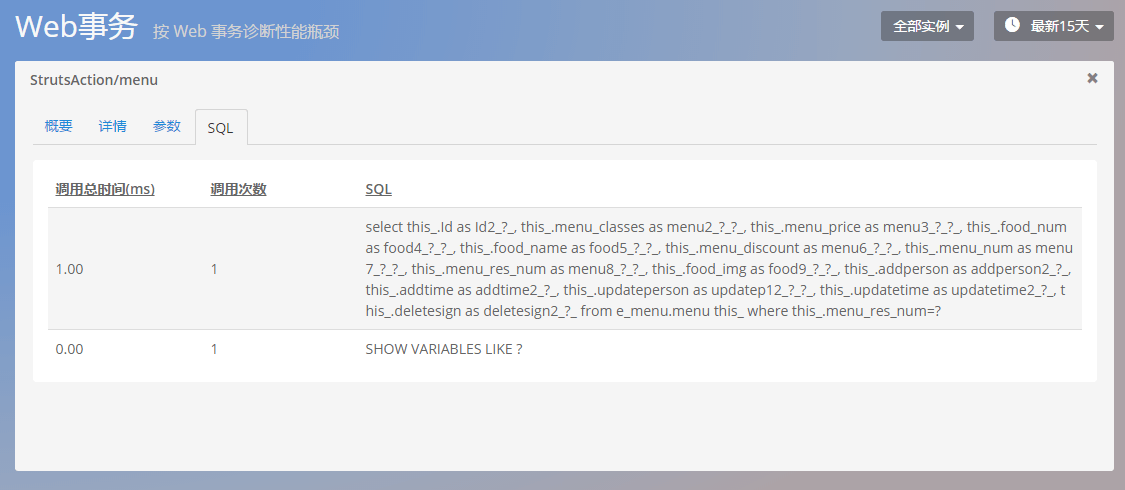 Web事务 按 Web 事务诊断性能瓶颈 全部实例 最新15天
StrutsAction/menu
概要 详情 参数 SQL
调用总时间(ms) 调用次数 SQL
select this_.Id as Id2_?_, this_.menu_classes as menu2_?_?_, this_.menu_price as menu3_?_?_, this_.food_num
as food4_?_?_, this_.food_name as food5_?_?_, this_.menu_discount as menu6_?_?_, this_.menu_num as menu
1.00 1 7_?_?_, this_.menu_res_num as menu8_?_?_, this_.food_img as food9_?_?_, this_.addperson as addperson2_?_,
this_.addtime as addtime2_?_, this_.updateperson as updatep12_?_?_, this_.updatetime as updatetime2_?_, t
his_.deletesign as deletesign2_?_ from e_menu.menu this_ where this_.menu_res_num=?
0.00 1 SHOW VARIABLES LIKE ?